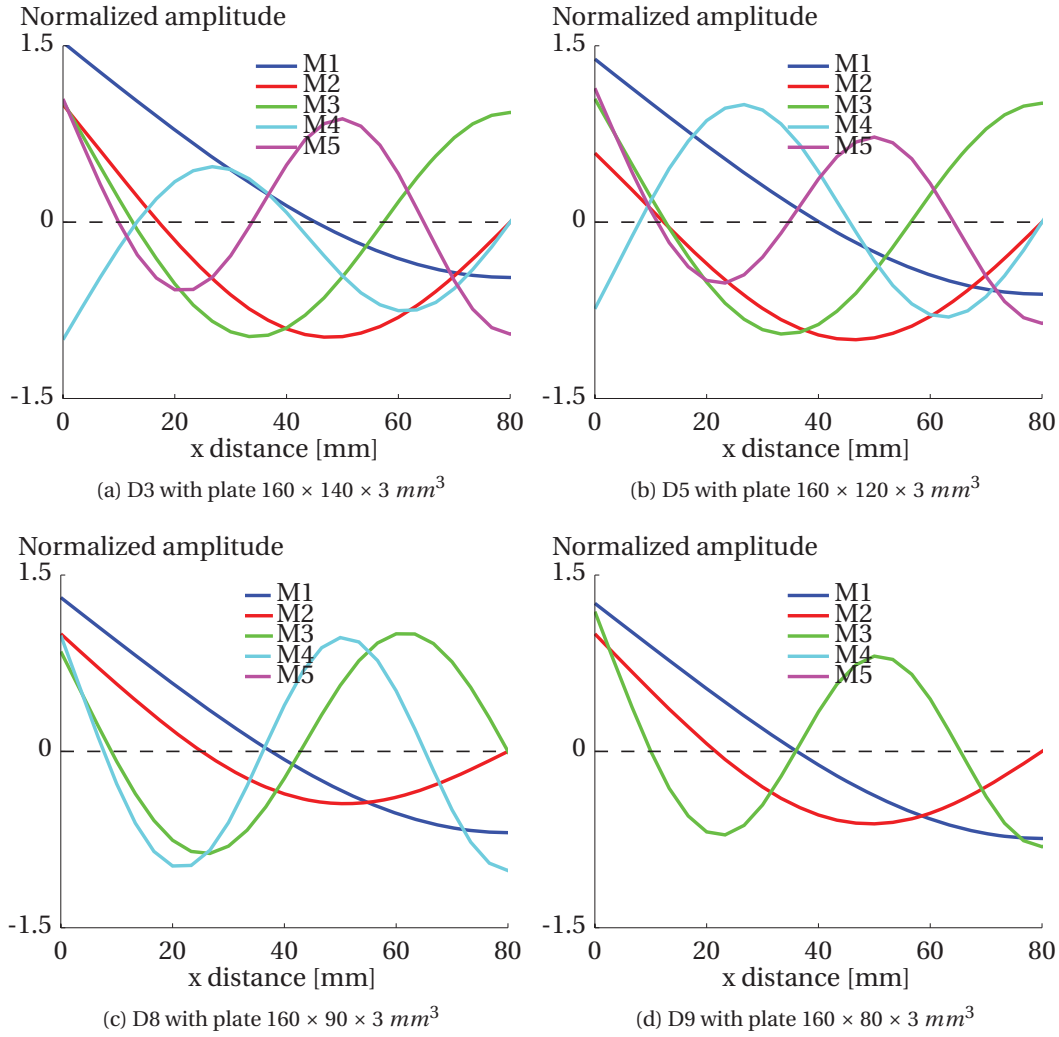 Normalized amplitude
1.5
0
-1.5
M1
M2
M3
M4
M5
0 20 40 60 80
x distance [mm]
(a) D3 with plate 160 × 140 × 3 mm³
Normalized amplitude
1.5
0
-1.5
M1
M2
M3
M4
M5
0 20 40 60 80
x distance [mm]
(b) D5 with plate 160 × 120 × 3 mm³
Normalized amplitude
1.5
0
-1.5
M1
M2
M3
M4
M5
0 20 40 60 80
x distance [mm]
(c) D8 with plate 160 × 90 × 3 mm³
Normalized amplitude
1.5
0
-1.5
M1
M2
M3
M4
M5
0 20 40 60 80
x distance [mm]
(d) D9 with plate 160 × 80 × 3 mm³